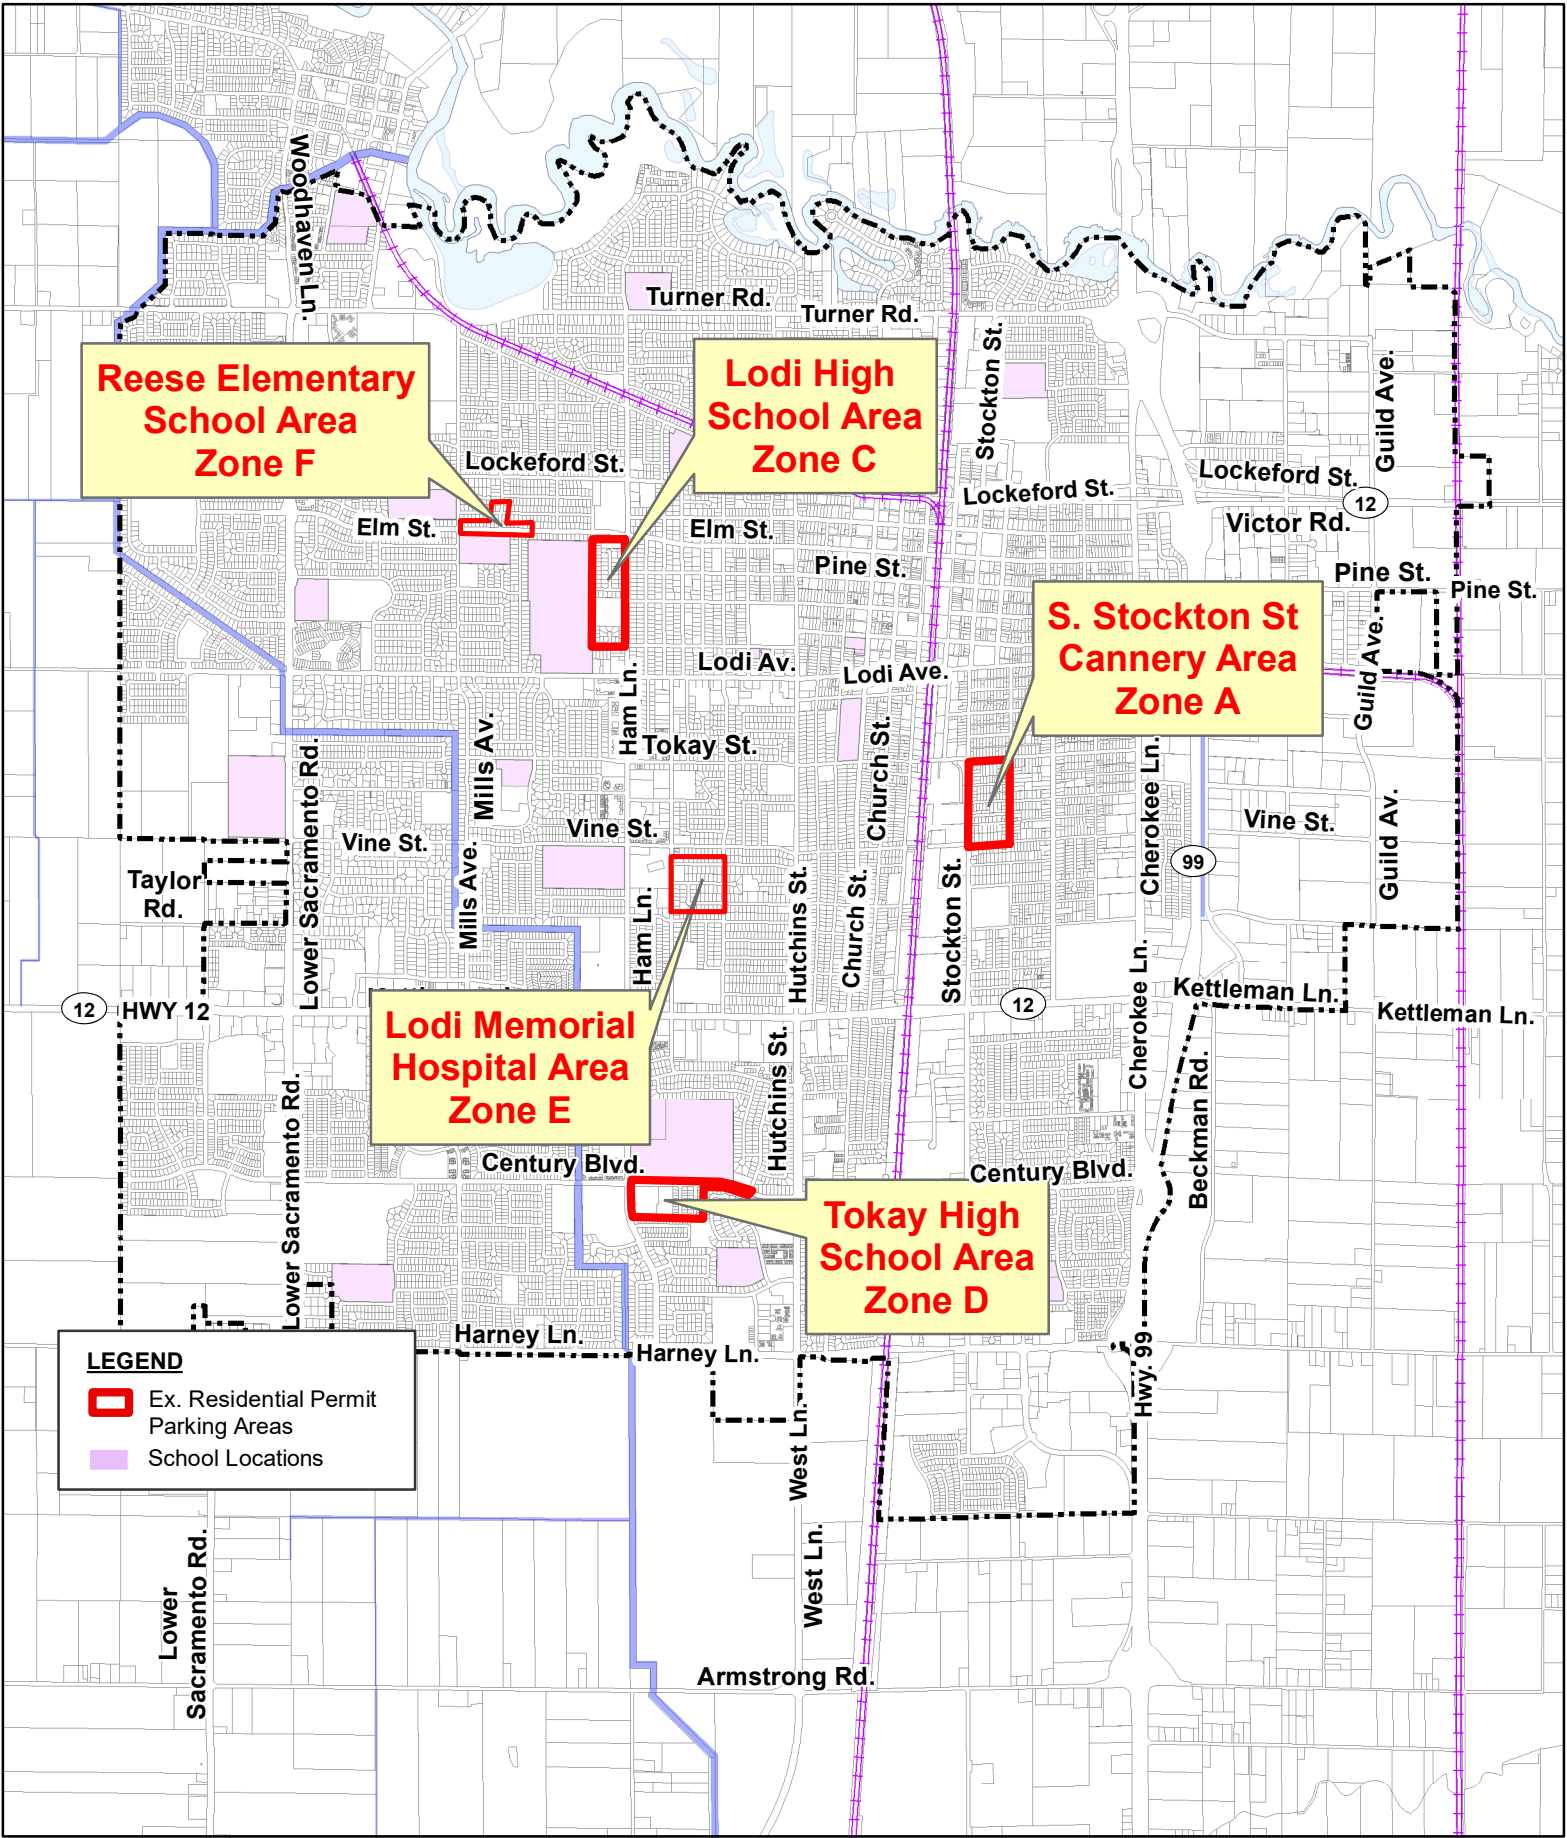 Woodhaven Ln.
Turner Rd.
Turner Rd.
Stockton St.
Guild Ave.
Reese Elementary
School Area
Zone F
Lodi High
School Area
Zone C
Lockeford St.
Lockeford St.
Lockeford St.
12
Victor Rd.
Elm St.
Elm St.
Pine St.
Pine St.
Pine St.
S. Stockton St
Cannery Area
Zone A
Guild Ave.
Lodi Av.
Lodi Ave.
Ham Ln.
Tokay St.
Mills Av.
Church St.
Lower Sacramento Rd.
Cherokee Ln.
Vine St.
Vine St.
Vine St.
Guild Av.
99
Taylor
Rd.
Mills Ave.
Ham Ln.
Hutchins St.
Church St.
Stockton St.
Cherokee Ln.
12
HWY 12
12
Kettleman Ln.
Kettleman Ln.
Lodi Memorial
Hospital Area
Zone E
Hutchins St.
Beckman Rd.
Lower Sacramento Rd.
Century Blvd.
Century Blvd.
Tokay High
School Area
Zone D
Harney Ln.
Harney Ln.
Hwy. 99
West Ln.
West Ln.
LEGEND
Ex. Residential Permit
Parking Areas
School Locations
Lower
Sacramento Rd.
Armstrong Rd.